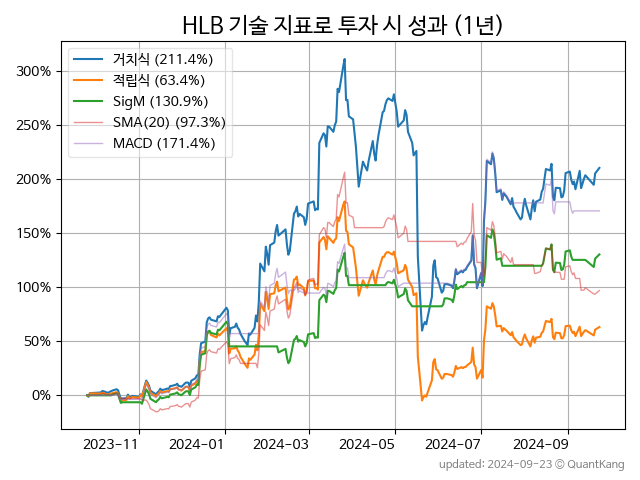 HLB 기술 지표로 투자 시 성과 (1년)
거치식 (211.4%)
적립식 (63.4%)
SigM (130.9%)
SMA(20) (97.3%)
MACD (171.4%)
300%
250%
200%
150%
100%
50%
0%
2023-11 2024-01 2024-03 2024-05 2024-07 2024-09
updated: 2024-09-23 © QuantKang